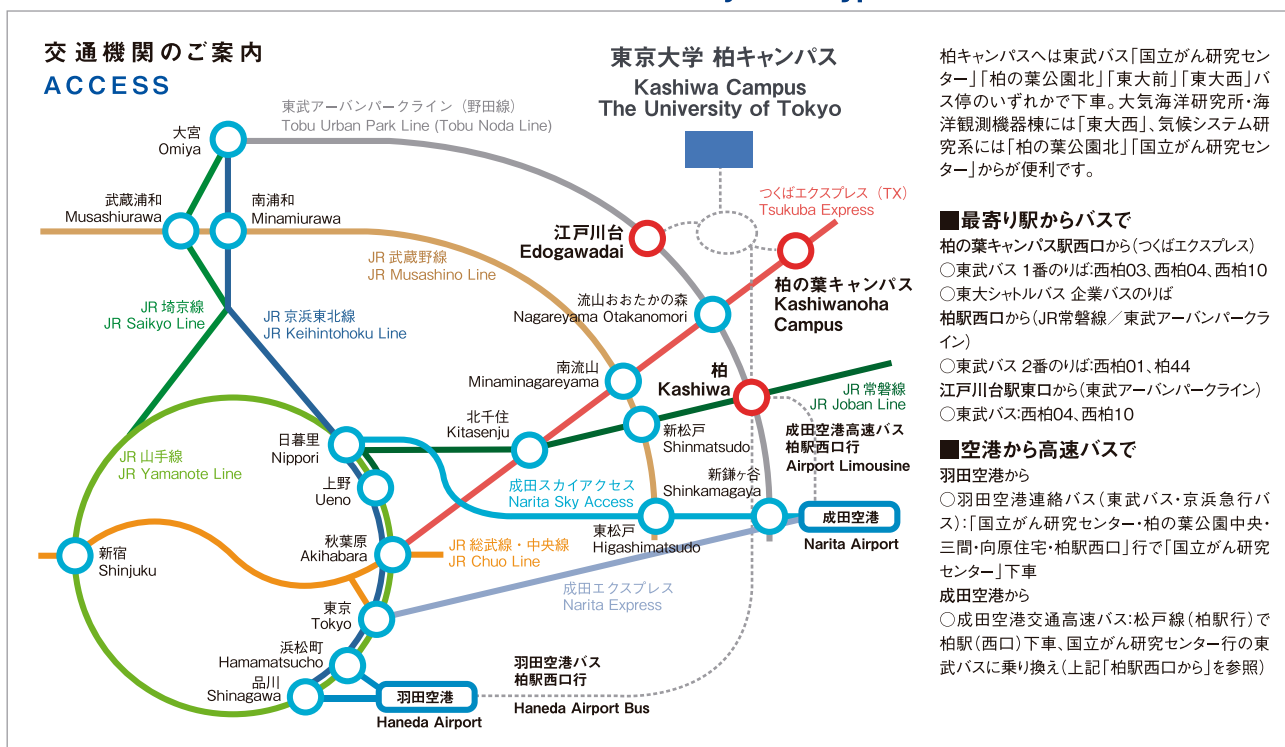 交通機関のご案内
ACCESS
東京大学 柏キャンパス
Kashiwa Campus
The University of Tokyo
東武アーバンパークライン（野田線）
Tobu Urban Park Line (Tobu Noda Line)
大宮
Omiya
武蔵浦和
Musashiurawa
南浦和
Minamiurawa
つくばエクスプレス（TX）
Tsukuba Express
江戸川台
Edogawadai
JR 武蔵野線
JR Musashino Line
柏の葉キャンパス
Kashiwanoha
Campus
流山おおたかの森
Nagareyama Otakanomori
JR 埼京線
JR Saikyo Line
JR 京浜東北線
JR Keihintohoku Line
南流山
Minaminagareyama
柏
Kashiwa
JR 常磐線
JR Joban Line
北千住
Kitasenju
日暮里
Nippori
新松戸
Shinmatsudo
成田空港高速バス
柏駅西口行
Airport Limousine
JR 山手線
JR Yamanote Line
上野
Ueno
成田スカイアクセス
Narita Sky Access
新鎌ヶ谷
Shinkamagaya
成田空港
Narita Airport
東松戸
Higashimatsudo
秋葉原
Akihabara
JR 総武線・中央線
JR Chuo Line
新宿
Shinjuku
成田エクスプレス
Narita Express
東京
Tokyo
浜松町
Hamamatsucho
品川
Shinagawa
羽田空港
Haneda Airport
羽田空港バス
柏駅西口行
Haneda Airport Bus
柏キャンパスへは東武バス「国立がん研究セン
ター」「柏の葉公園北」「東大前」「東大西」バ
ス停のいずれかで下車。大気海洋研究所・海
洋観測機器棟には「東大西」、気候システム研
究系には「柏の葉公園北」「国立がん研究セン
ター」からが便利です。
■最寄り駅からバスで
柏の葉キャンパス駅西口から（つくばエクスプレス）
○東武バス 1番のりば：西柏03、西柏04、西柏10
○東大シャトルバス 企業バスのりば
柏駅西口から（JR常磐線／東武アーバンパークラ
イン）
○東武バス 2番のりば：西柏01、柏44
江戸川台駅東口から（東武アーバンパークライン）
○東武バス：西柏04、西柏10
■空港から高速バスで
羽田空港から
○羽田空港連絡バス（東武バス・京浜急行バ
ス）：「国立がん研究センター・柏の葉公園中央・
三間・向原住宅・柏駅西口」行で「国立がん研究
センター」下車
成田空港から
○成田空港交通高速バス：松戸線（柏駅行）で
柏駅（西口）下車、国立がん研究センター行の東
武バスに乗り換え（上記「柏駅西口から」を参照）